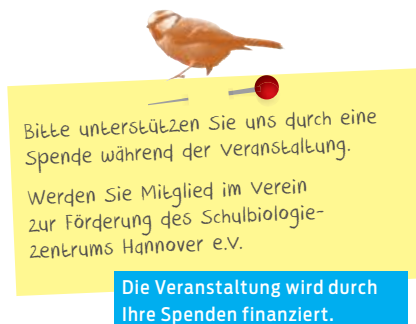 Bitte unterstützen Sie uns durch eine
Spende während der Veranstaltung.
Werden Sie Mitglied im Verein
zur Förderung des Schulbiologie-
zentrums Hannover e.V.
Die Veranstaltung wird durch
Ihre Spenden finanziert.